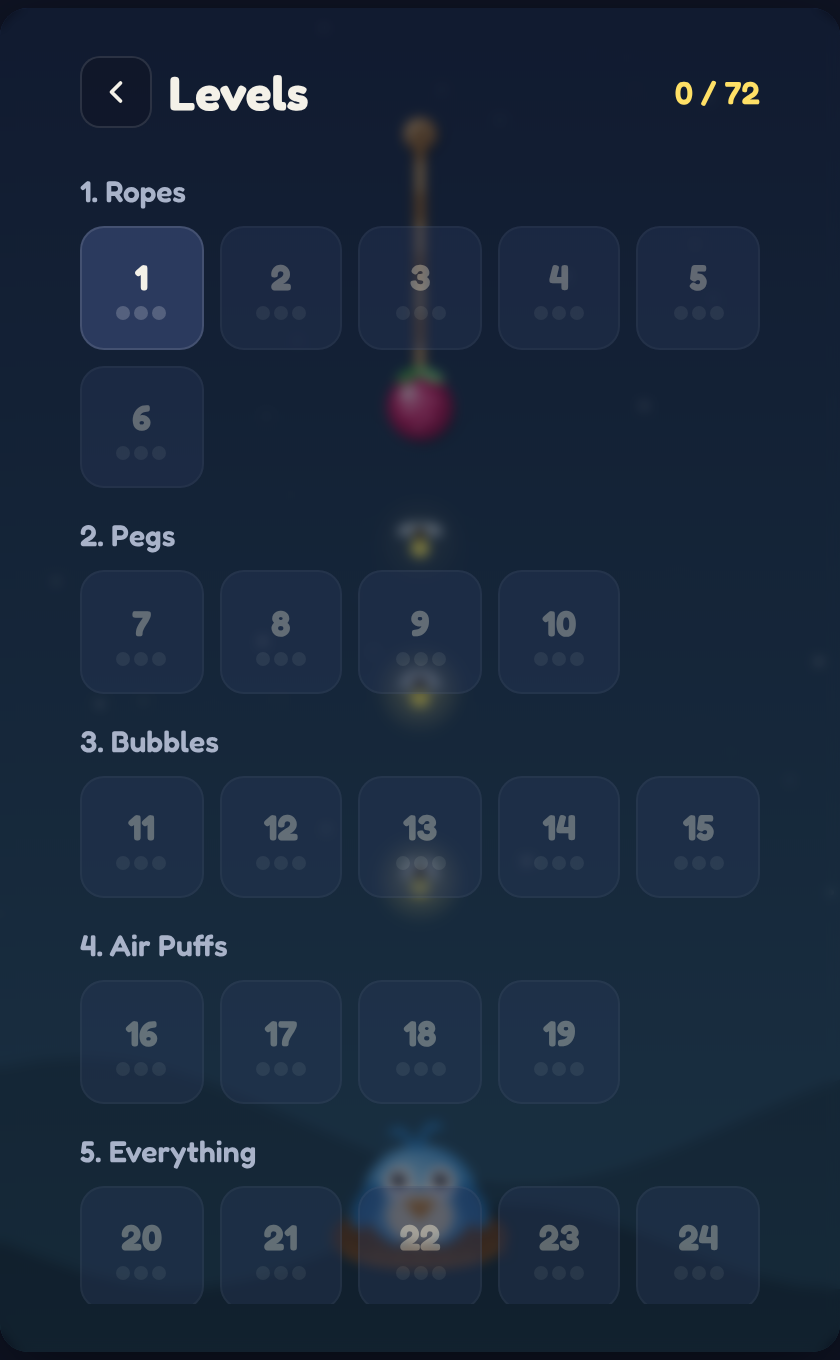 Levels 0 / 72
1. Ropes
1 2 3 4 5
6
2. Pegs
7 8 9 10
3. Bubbles
11 12 13 14 15
4. Air Puffs
16 17 18 19
5. Everything
20 21 22 23 24